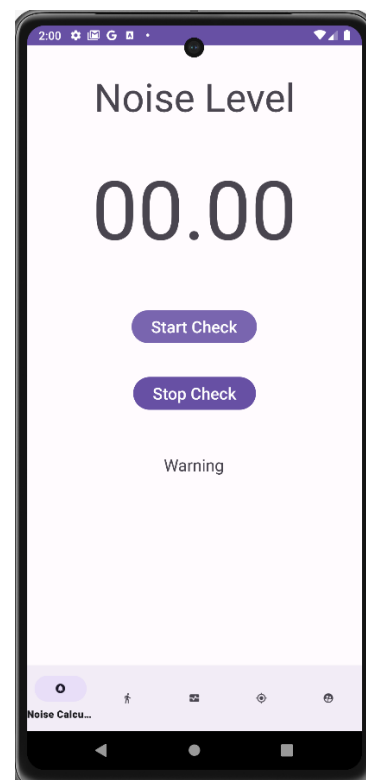 2:00 G A
Noise Level
00.00
Start Check
Stop Check
Warning
Noise Calcu...